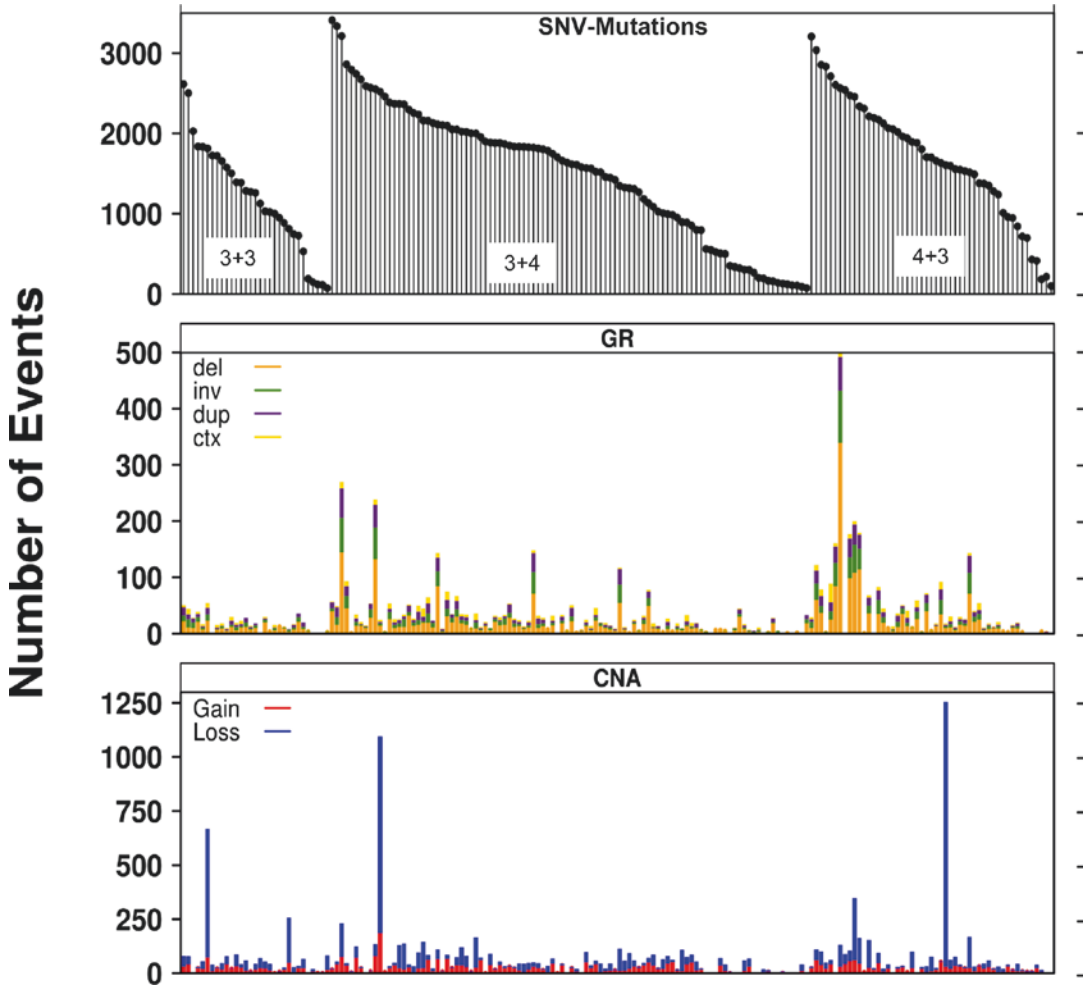 Number of Events
SNV-Mutations
3000
2000
1000
0
3+3
3+4
4+3
GR
500
400
300
200
100
0
del
inv
dup
ctx
CNA
1250
1000
750
500
250
0
Gain
Loss